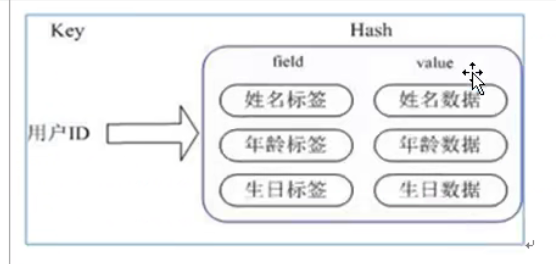 Key Hash
field value
姓名标签 姓名数据
用户ID 年龄标签 年龄数据
生日标签 生日数据